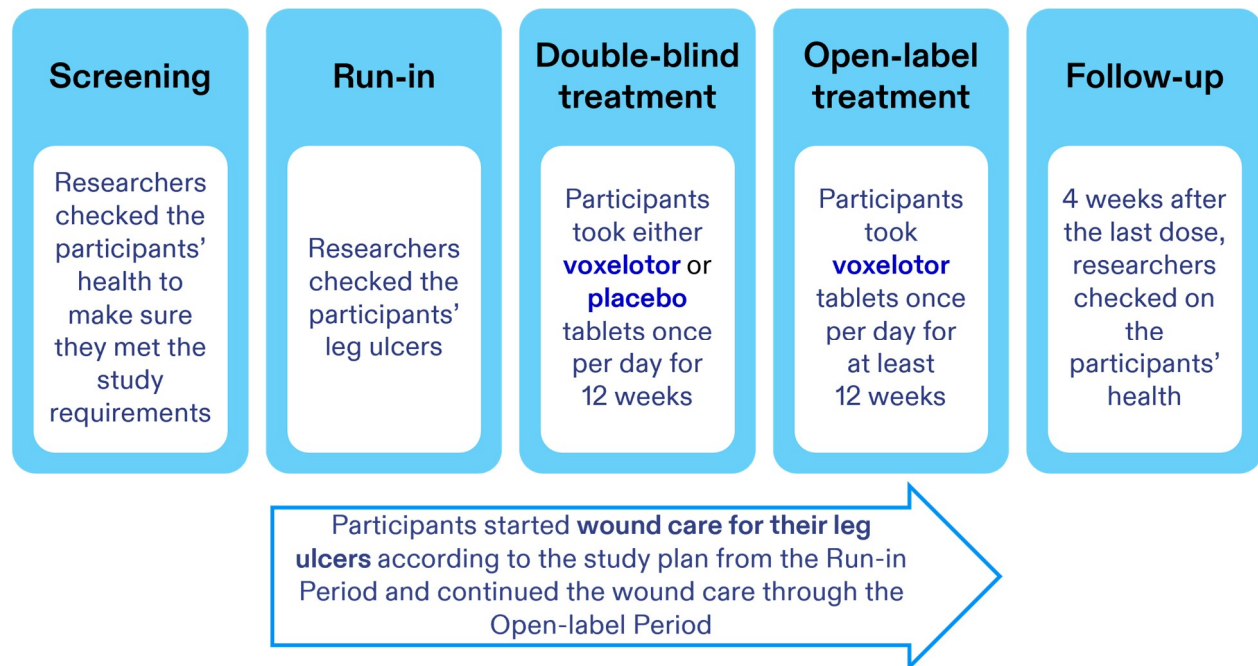 Screening
Researchers
checked the
participants’
health to
make sure
they met the
study
requirements
Run-in
Researchers
checked the
participants’
leg ulcers
Double-blind
treatment
Participants
took either
voxelotor or
placebo
tablets once
per day for
12 weeks
Open-label
treatment
Participants
took
voxelotor
tablets once
per day for
at least
12 weeks
Follow-up
4 weeks after
the last dose,
researchers
checked on
the
participants’
health
Participants started wound care for their leg
ulcers according to the study plan from the Run-in
Period and continued the wound care through the
Open-label Period